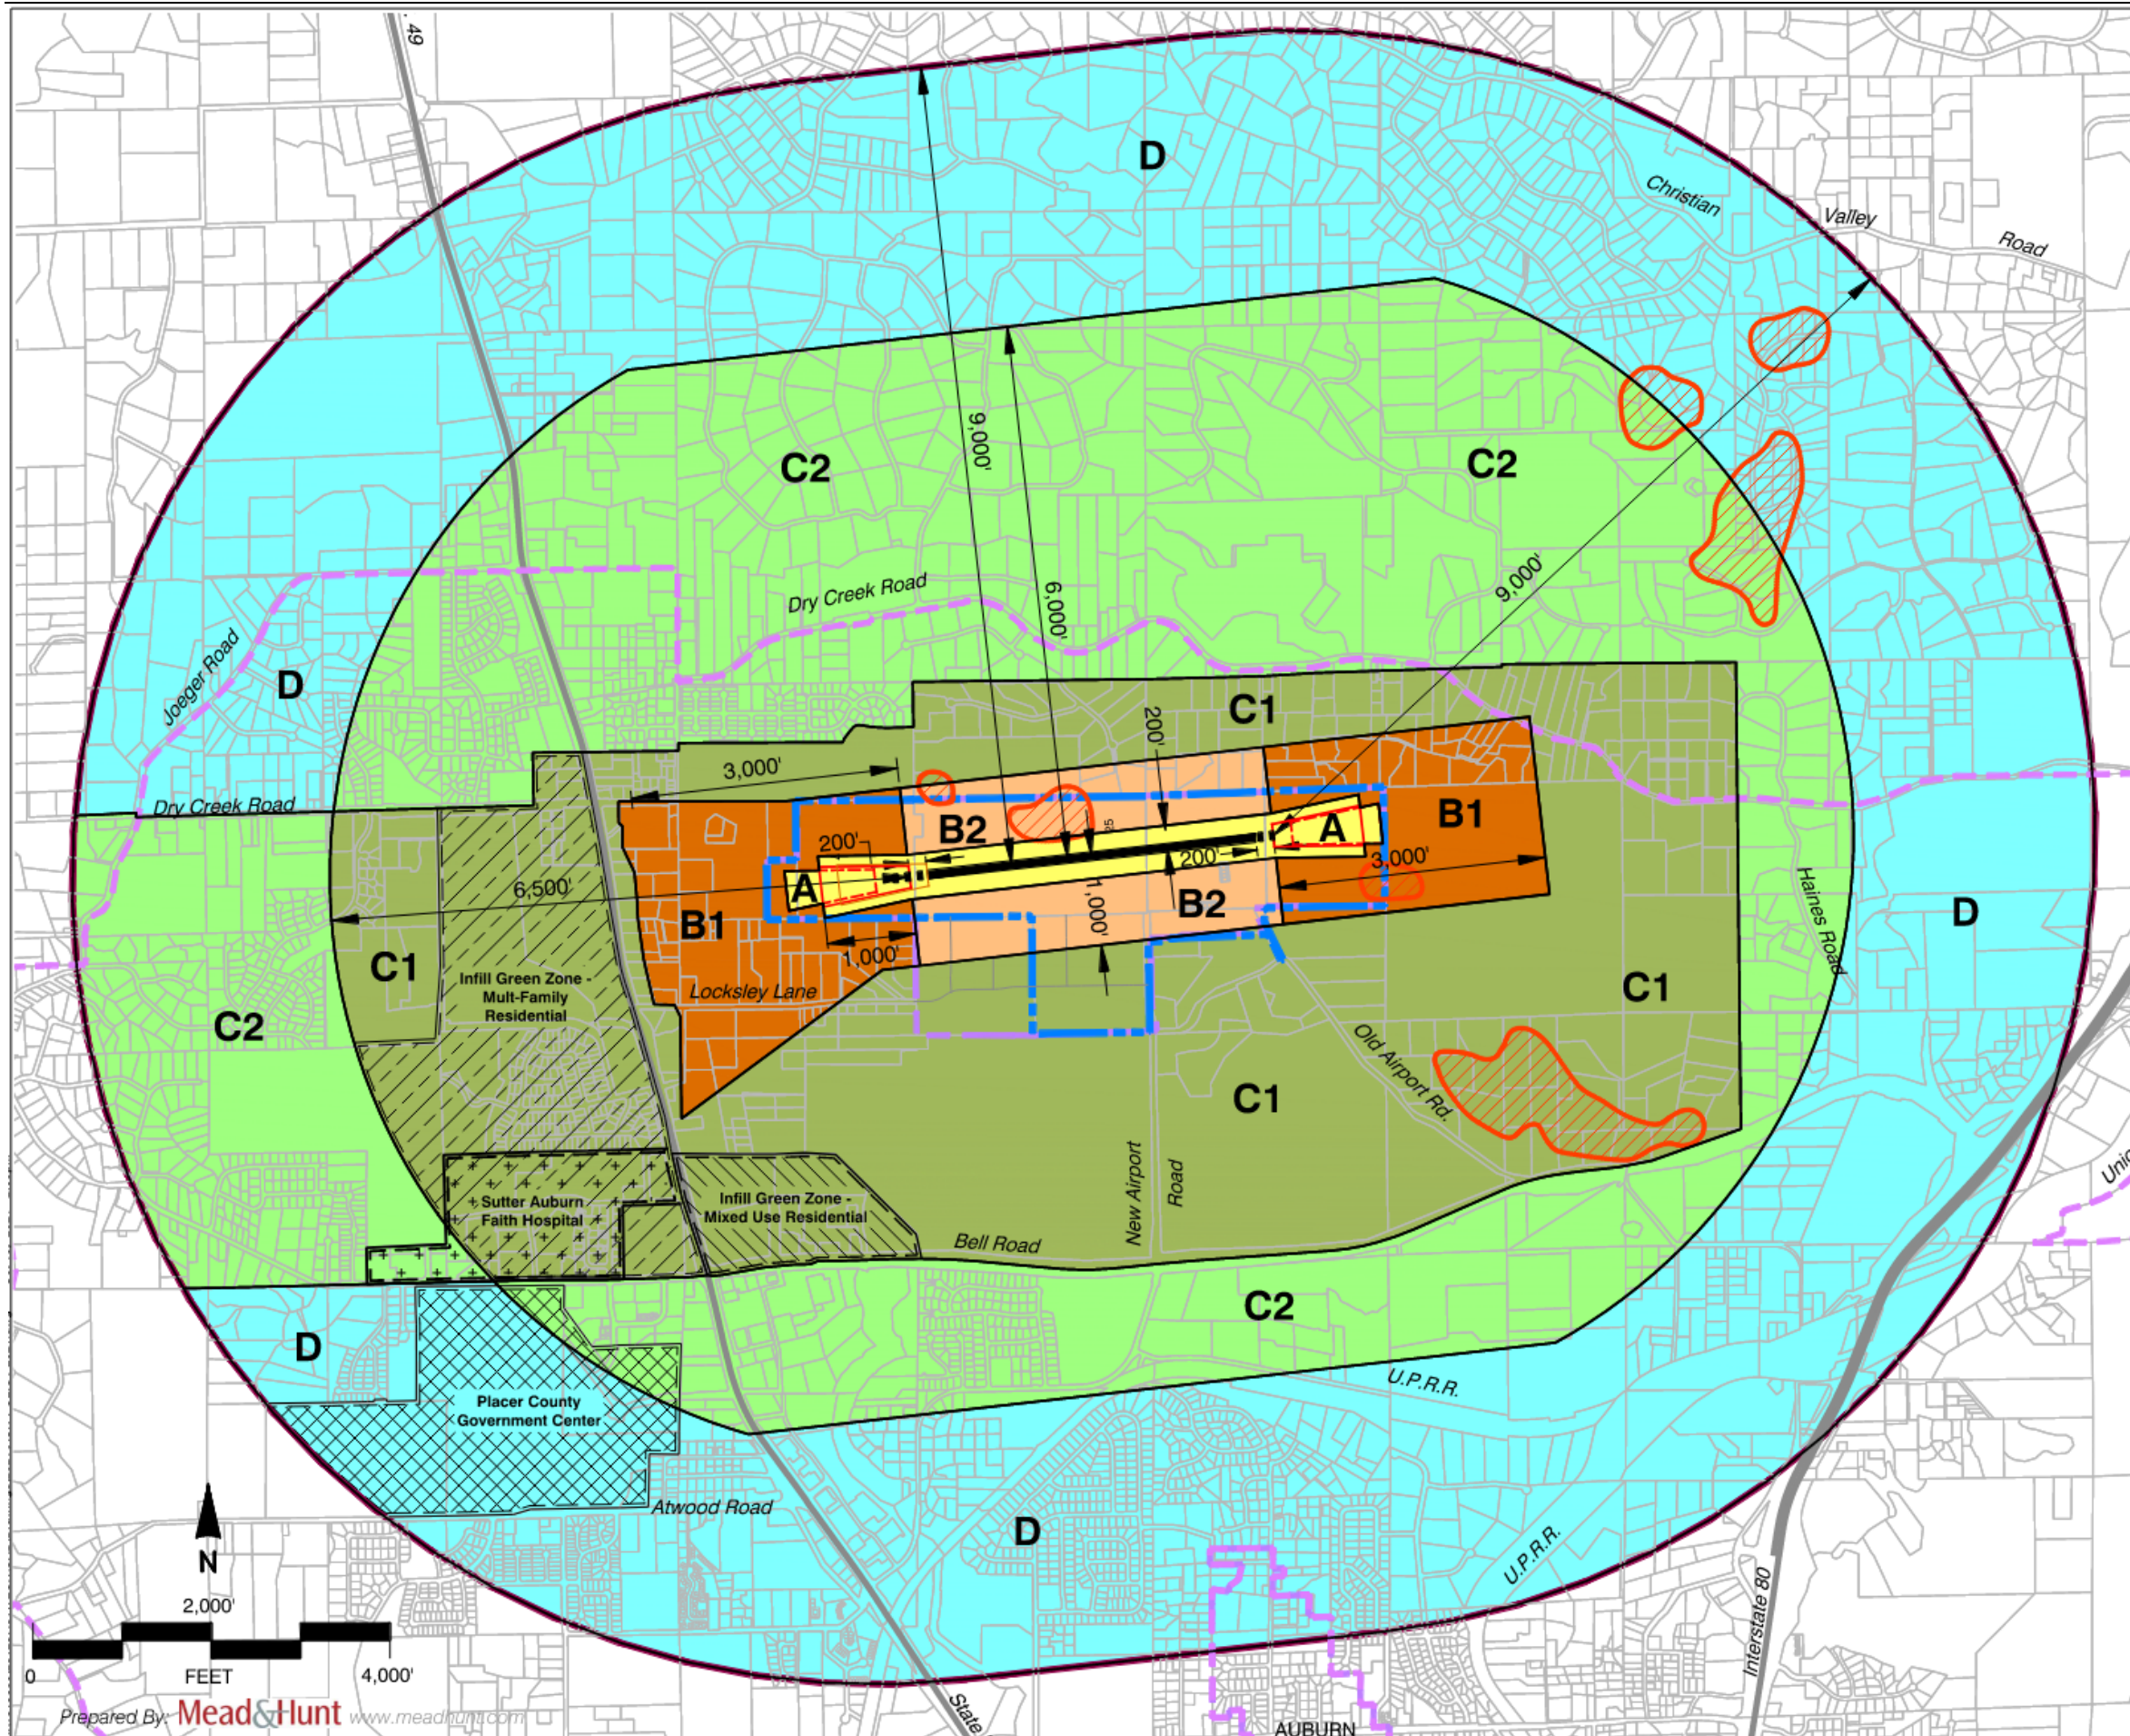 . 49
D
Christian
Valley
Road
C2
9,000'
C2
9,000'
6,000'
Dry Creek Road
Joeger Road
D
C1
200'
3,000'
Dry Creek Road
B2
A
B1
200'
25
200'
3,000'
6,500'
A
B1
B2
1,000'
1,000'
Haines Road
D
C1
Infill Green Zone -
Mult-Family
Residential
Locksley Lane
C1
C2
Old Airport Rd.
C1
New Airport
Road
Sutter Auburn
Faith Hospital
Infill Green Zone -
Mixed Use Residential
Bell Road
Unio
C2
D
U.P.R.R.
Placer County
Government Center
Atwood Road
D
U.P.R.R.
N
2,000'
0
FEET
4,000'
Interstate 80
State
AUBURN
Prepared By: Mead&Hunt www.meadhunt.com